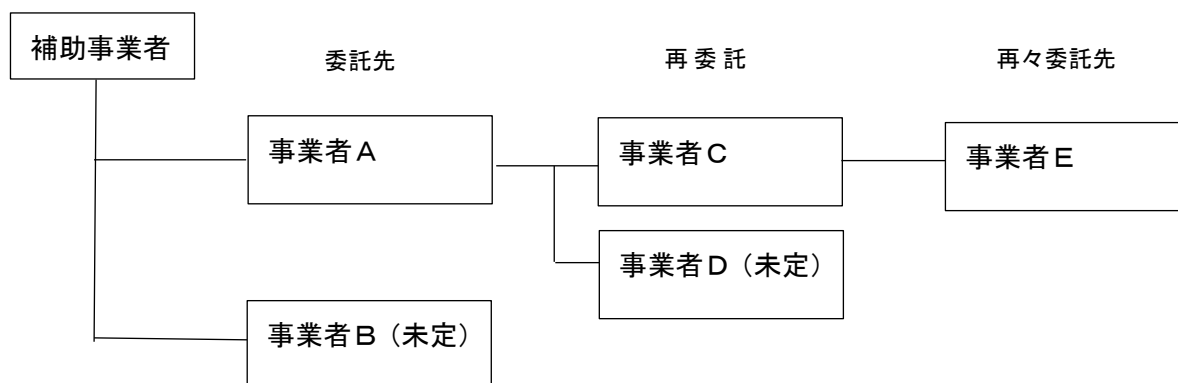 補助事業者
委託先
再 委 託
再々委託先
事業者A
事業者C
事業者E
事業者D（未定）
事業者B（未定）